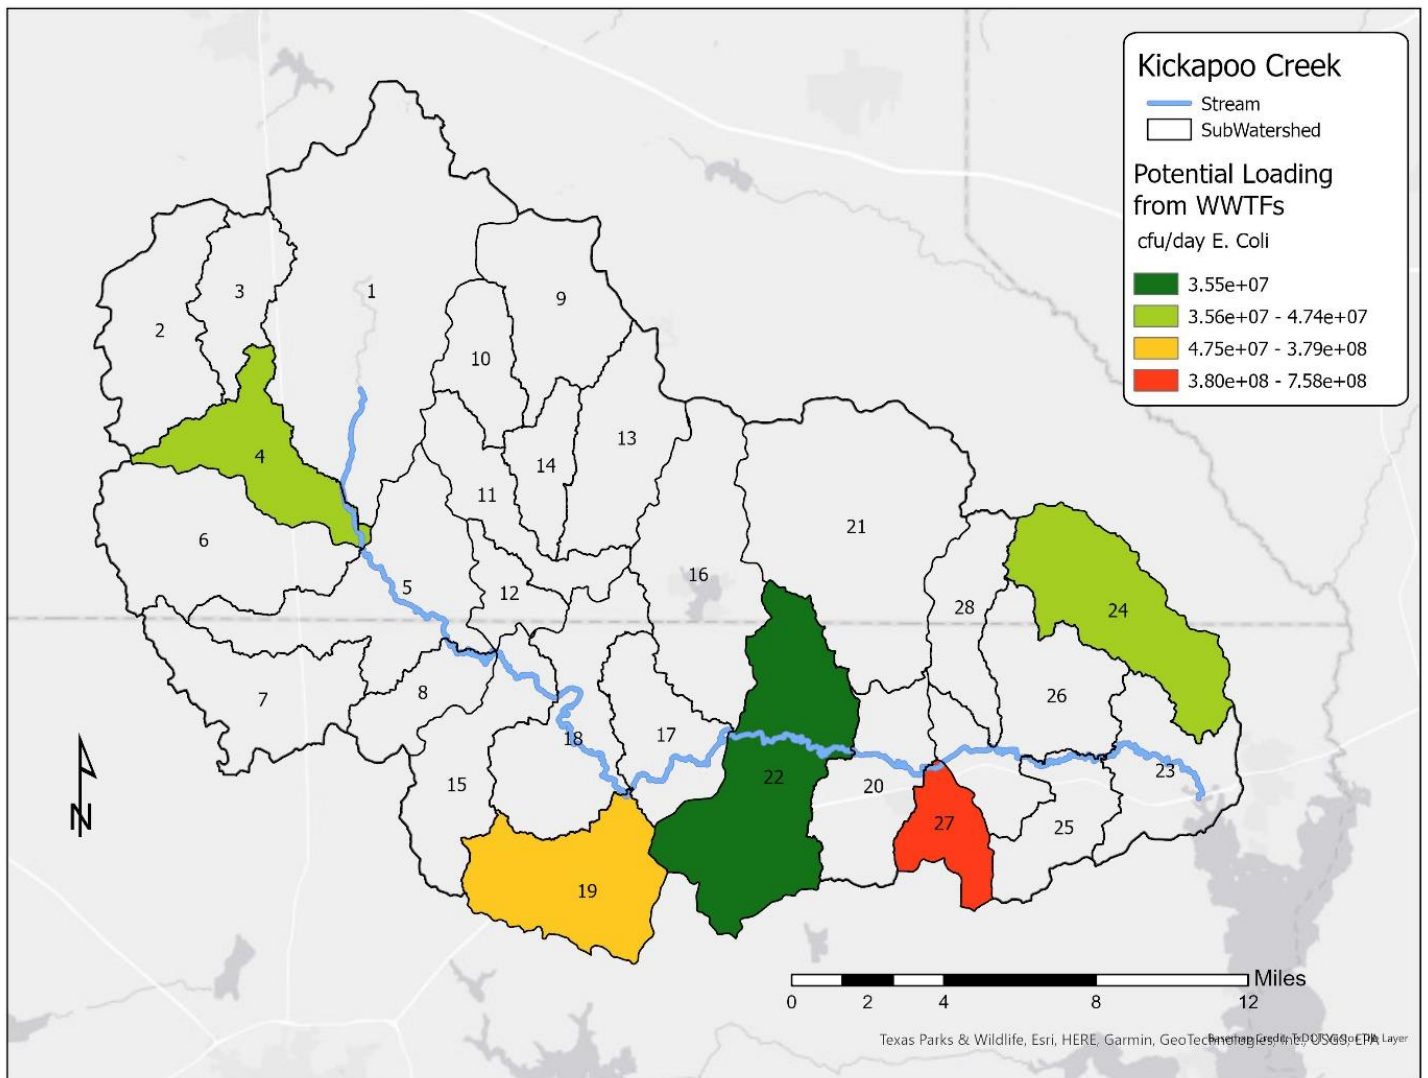 Kickapoo Creek
Stream
SubWatershed
Potential Loading
from WWTFs
cfu/day E. Coli
3.55e+07
3.56e+07 - 4.74e+07
4.75e+07 - 3.79e+08
3.80e+08 - 7.58e+08
1
2
3
9
10
4
13
14
11
6
21
16
5
12
28
24
7
8
26
17
18
23
22
15
20
27
25
19
N
Miles
0 2 4 8 12
Texas Parks & Wildlife, Esri, HERE, Garmin, GeoTechnologies, Inc., USGS, EPA
Layer